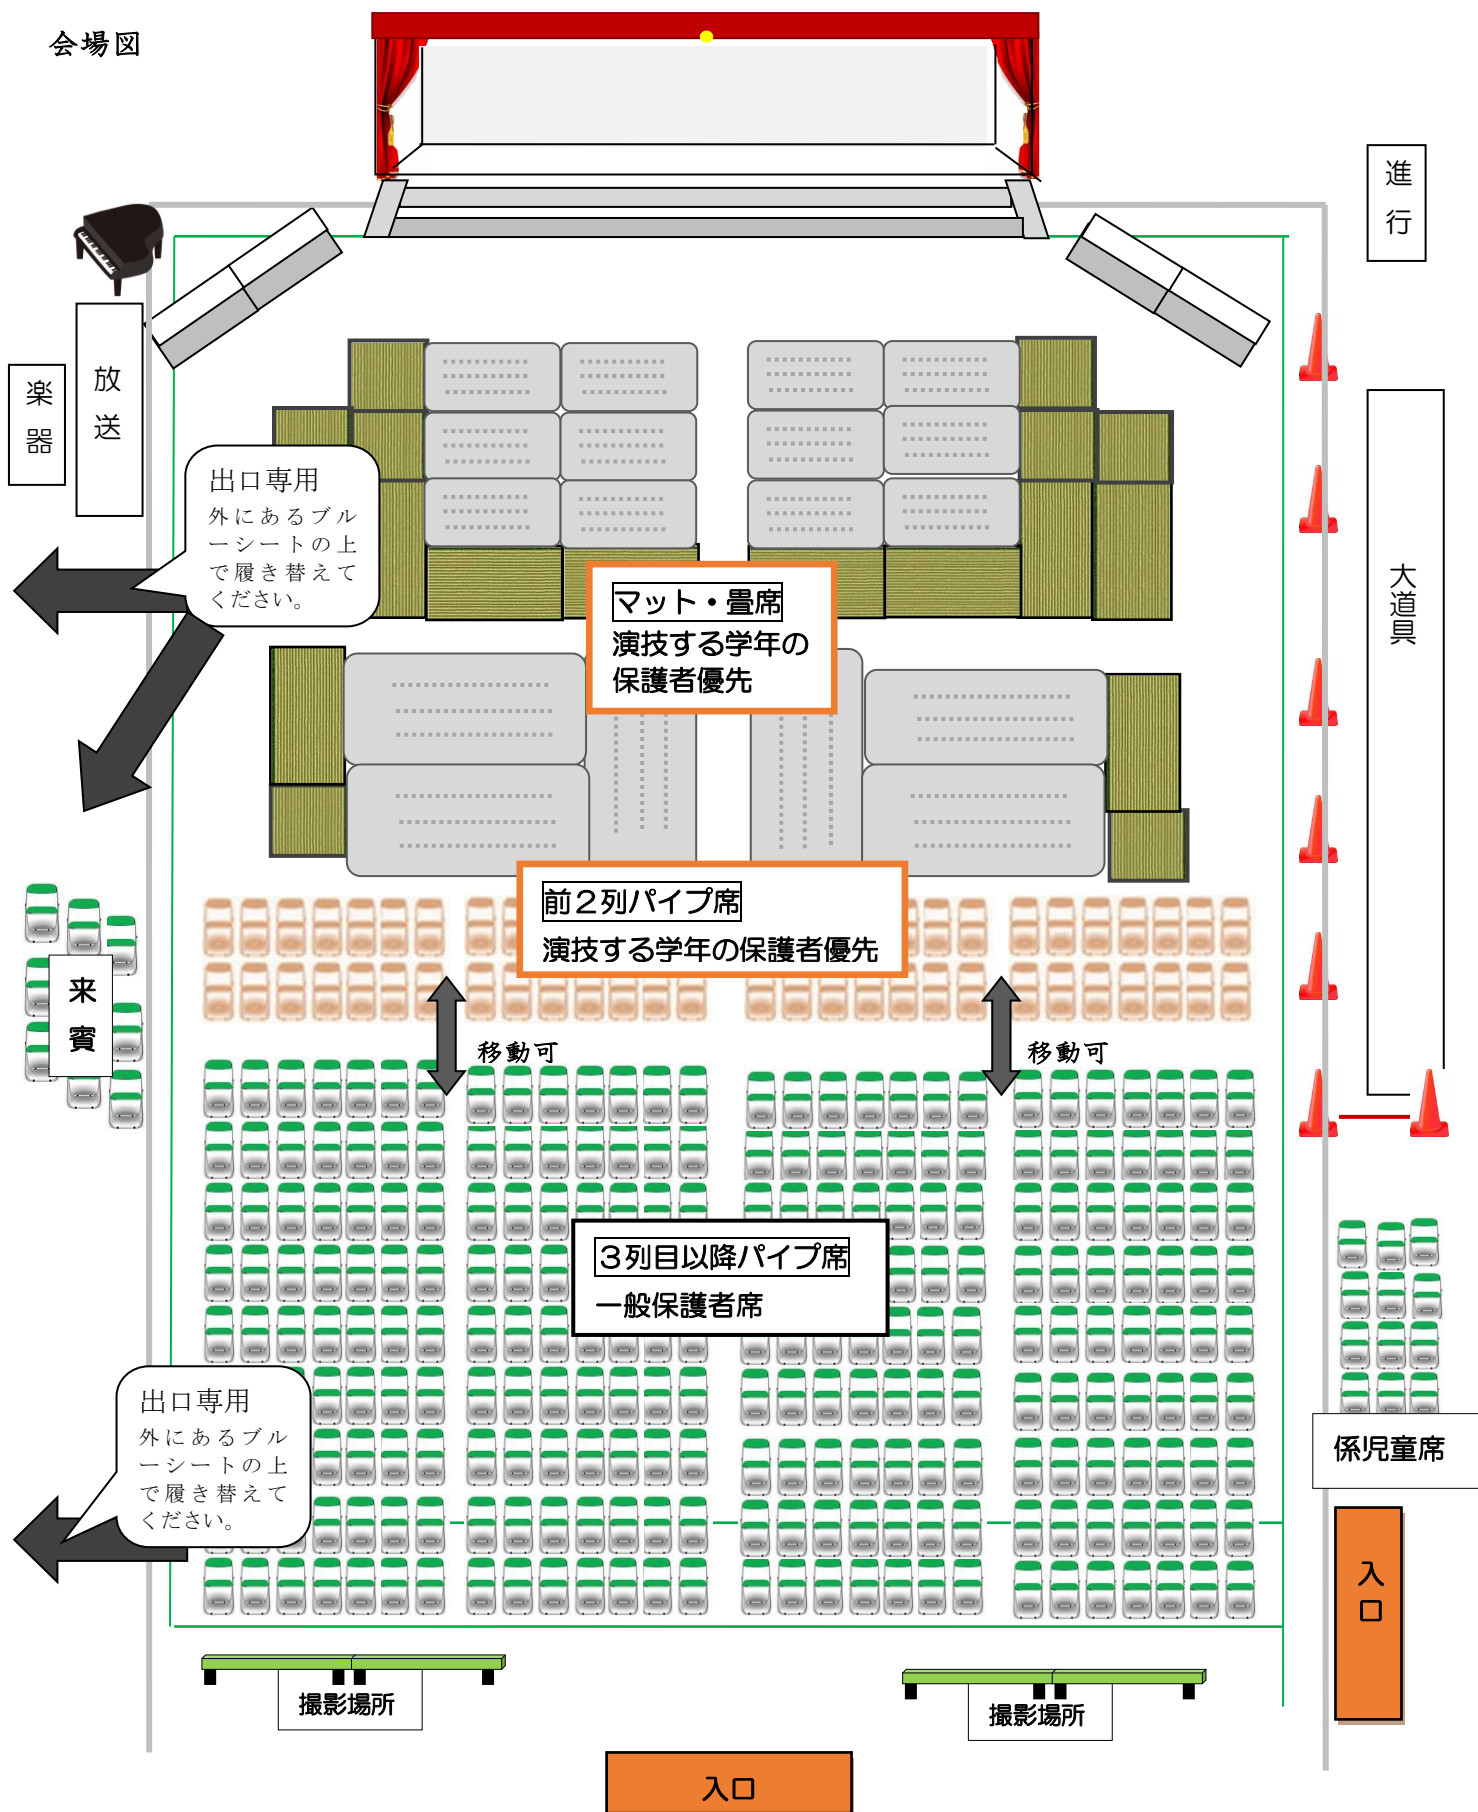 会場図
進
行
楽
器
放
送
出口専用
外にあるブル
ーシートの上
で履き替えて
ください。
大
道
具
マット・畳席
演技する学年の
保護者優先
前２列パイプ席
演技する学年の保護者優先
来
賓
移動可
移動可
３列目以降パイプ席
一般保護者席
出口専用
外にあるブル
ーシートの上
で履き替えて
ください。
係児童席
入
口
撮影場所
撮影場所
入口